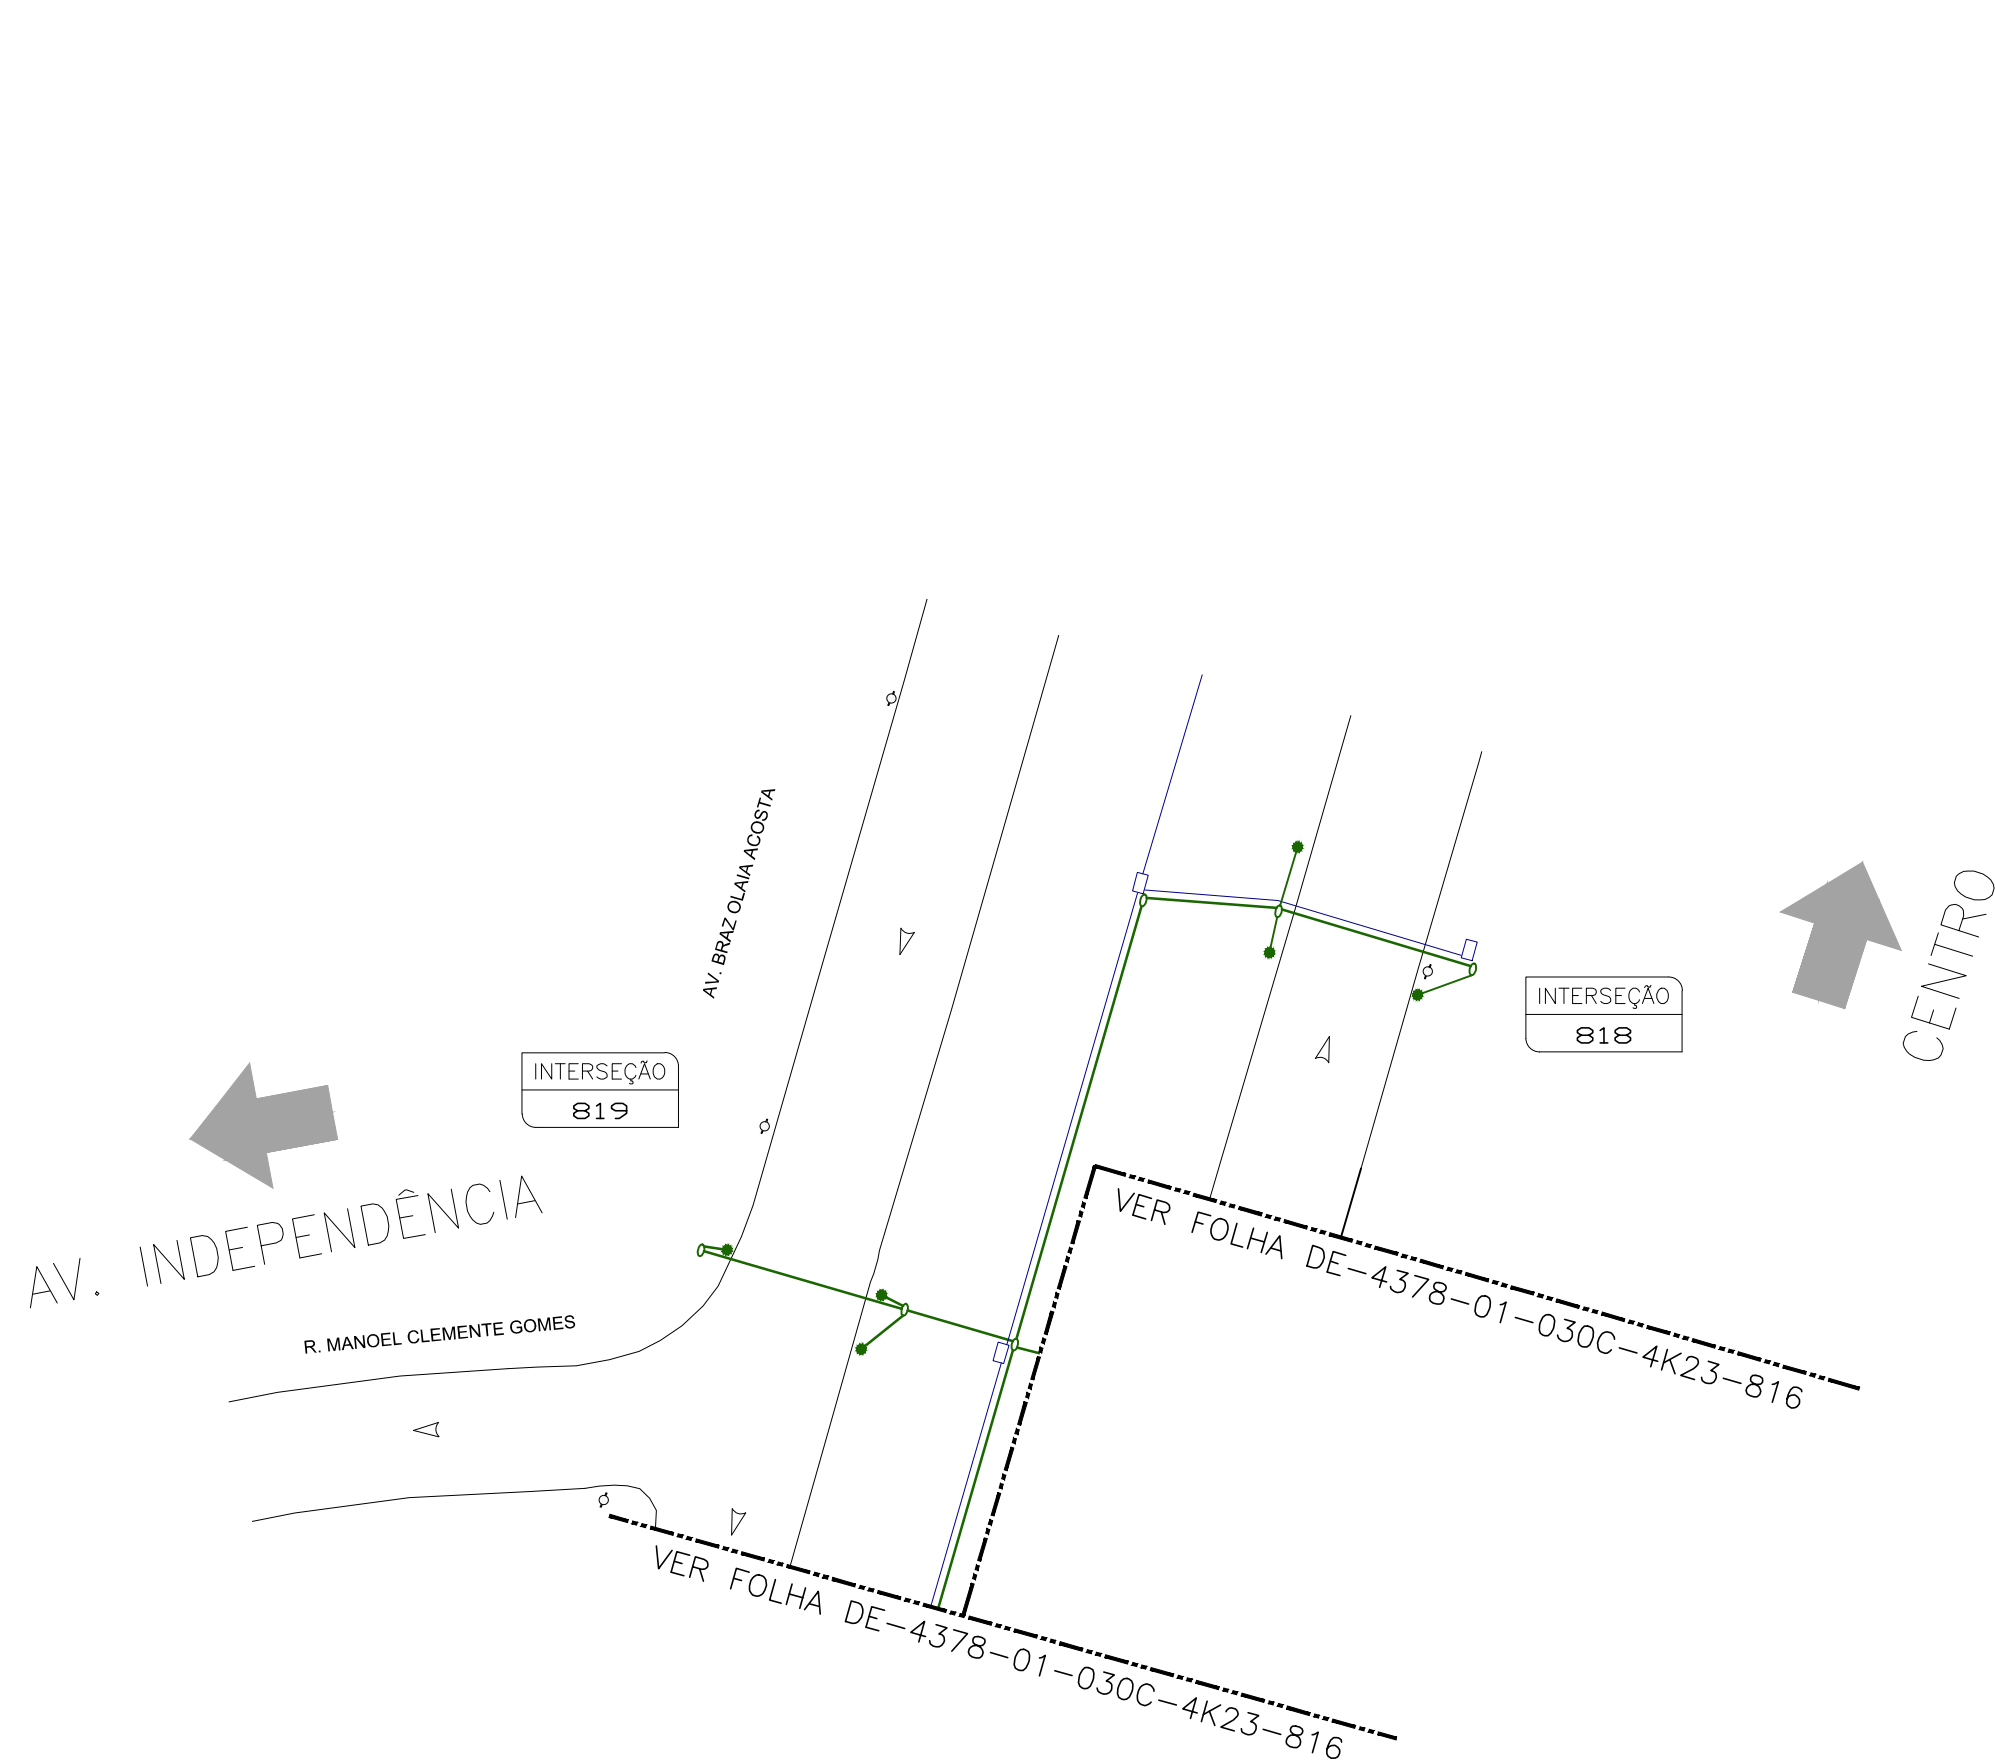 AV. BRAZ OLAIA ACOSTA
CENTRO
INTERSEÇÃO
818
INTERSEÇÃO
819
AV. INDEPENDÊNCIA
R. MANOEL CLEMENTE GOMES
VER FOLHA DE-4378-01-030C-4K23-816
VER FOLHA DE-4378-01-030C-4K23-816